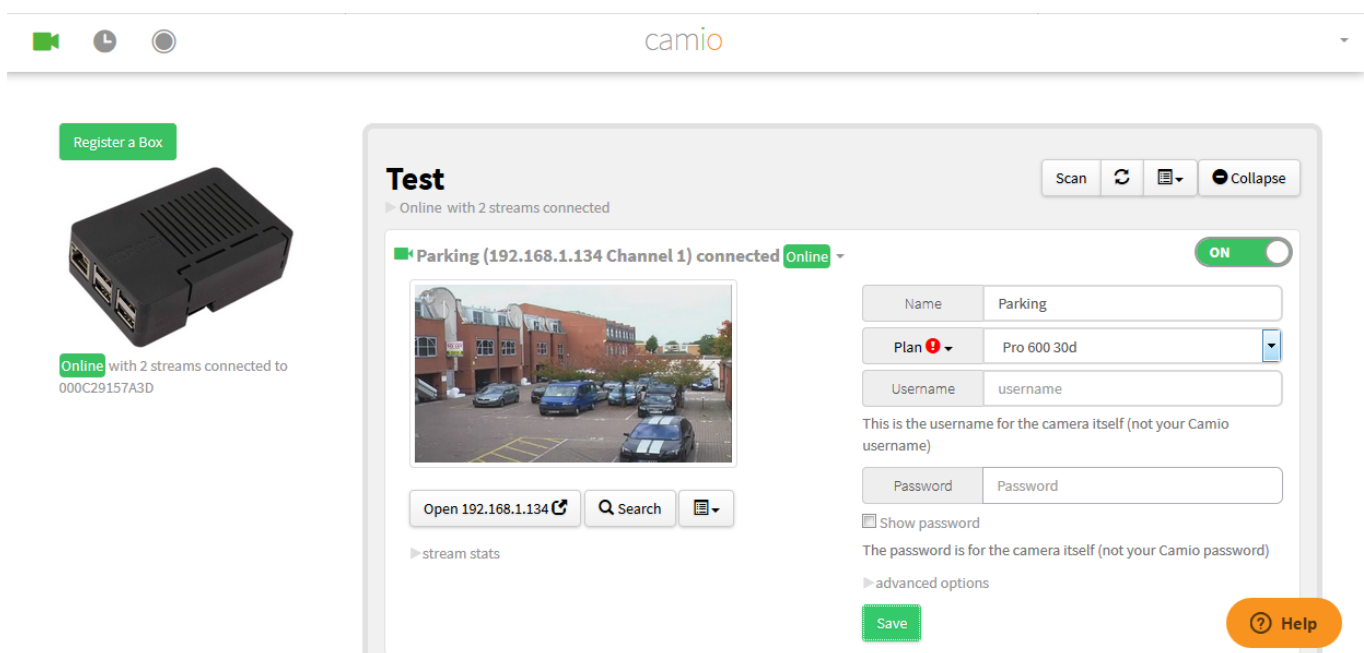 camio
Register a Box
Online with 2 streams connected to
000C29157A3D
Test
Online with 2 streams connected
Scan
Collapse
Parking (192.168.1.134 Channel 1) connected Online
ON
Open 192.168.1.134
Search
stream stats
Name
Parking
Plan
Pro 600 30d
Username
username
This is the username for the camera itself (not your Camio
username)
Password
Password
Show password
The password is for the camera itself (not your Camio password)
advanced options
Save
Help